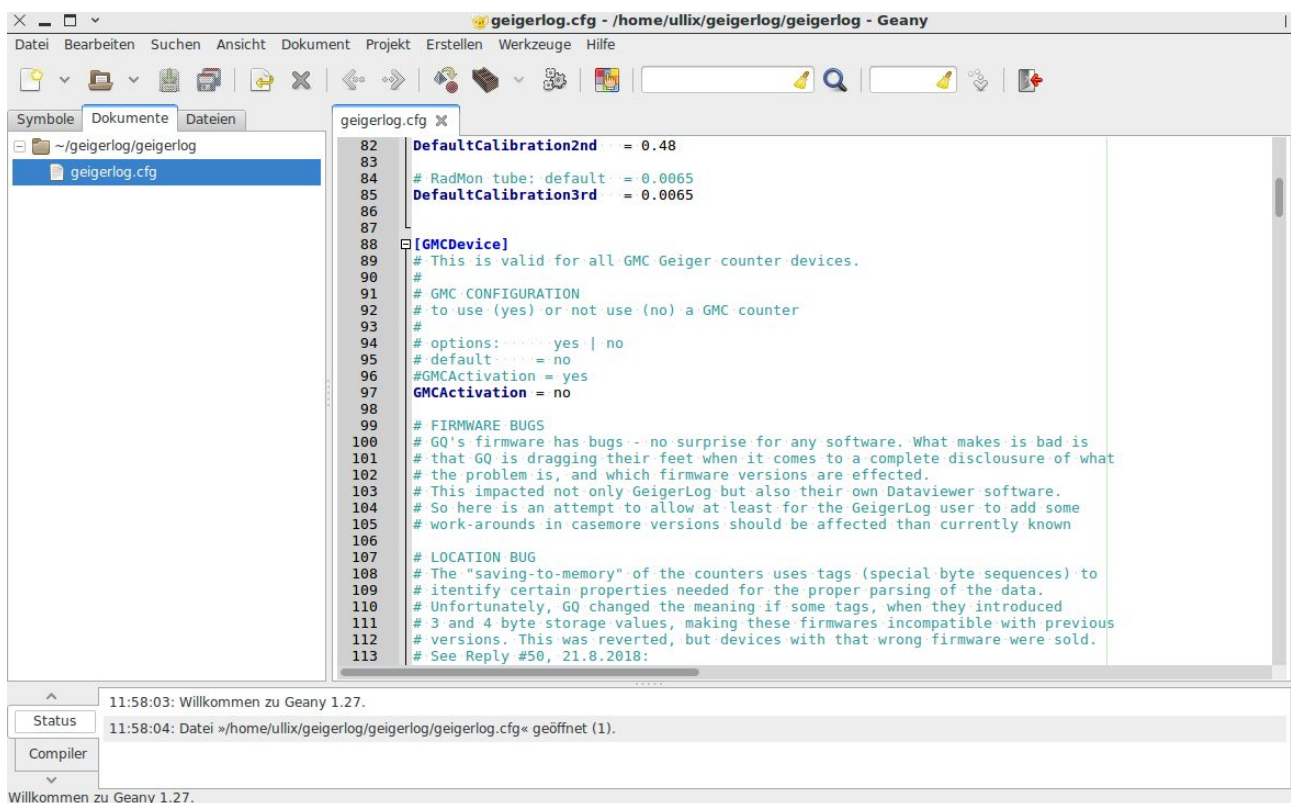 geigerlog.cfg - /home/ullix/geigerlog/geigerlog - Geany
Datei Bearbeiten Suchen Ansicht Dokument Projekt Erstellen Werkzeuge Hilfe
Symbole Dokumente Dateien
~/geigerlog/geigerlog
geigerlog.cfg
geigerlog.cfg
82 DefaultCalibration2nd = 0.48
83
84 # RadMon tube: default = 0.0065
85 DefaultCalibration3rd = 0.0065
86
87
88 [GMCDevice]
89 # This is valid for all GMC Geiger counter devices.
90 #
91 # GMC CONFIGURATION
92 # to use (yes) or not use (no) a GMC counter
93 #
94 # options: yes | no
95 # default = no
96 #GMCActivation = yes
97 GMCActivation = no
98
99 # FIRMWARE BUGS
100 # GQ's firmware has bugs - no surprise for any software. What makes is bad is
101 # that GQ is dragging their feet when it comes to a complete disclousure of what
102 # the problem is, and which firmware versions are effected.
103 # This impacted not only GeigerLog but also their own Dataviewer software.
104 # So here is an attempt to allow at least for the GeigerLog user to add some
105 # work-arounds in casemore versions should be affected than currently known
106
107 # LOCATION BUG
108 # The "saving-to-memory" of the counters uses tags (special byte sequences) to
109 # itentify certain properties needed for the proper parsing of the data.
110 # Unfortunately, GQ changed the meaning if some tags, when they introduced
111 # 3 and 4 byte storage values, making these firmwares incompatible with previous
112 # versions. This was reverted, but devices with that wrong firmware were sold.
113 # See Reply #50, 21.8.2018:
Status
Compiler
11:58:03: Willkommen zu Geany 1.27.
11:58:04: Datei »/home/ullix/geigerlog/geigerlog/geigerlog.cfg« geöffnet (1).
Willkommen zu Geany 1.27.